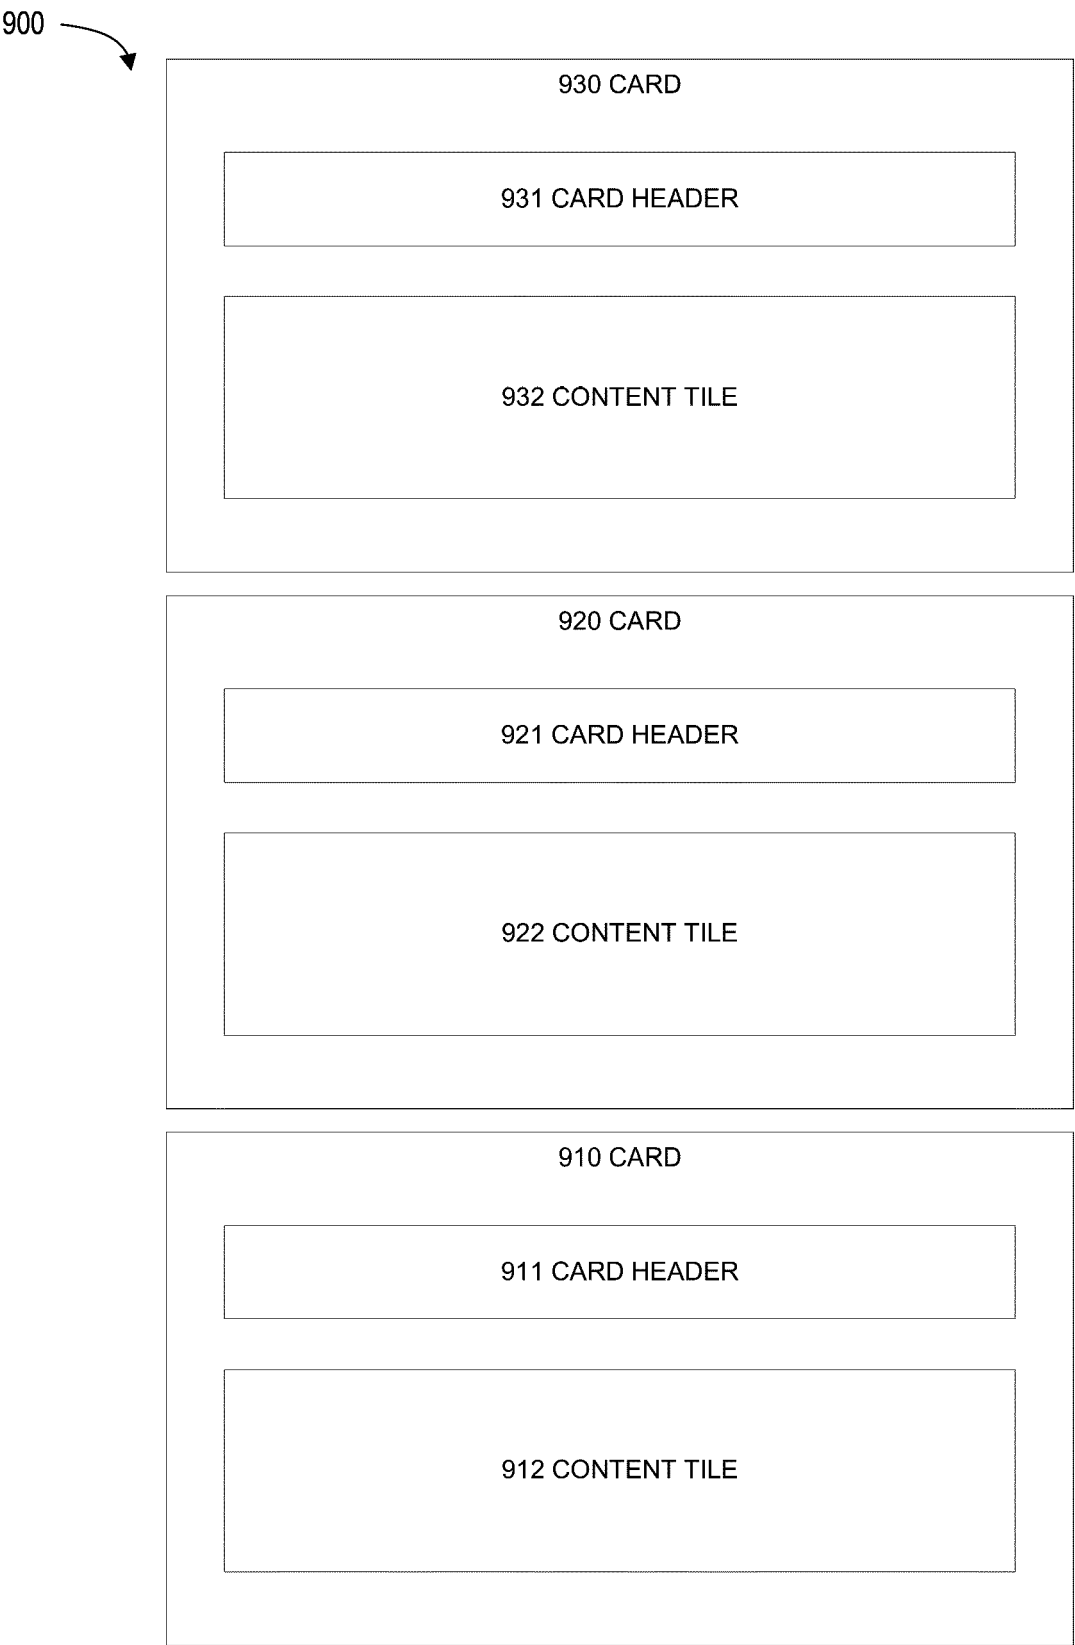 900
930 CARD
931 CARD HEADER
932 CONTENT TILE
920 CARD
921 CARD HEADER
922 CONTENT TILE
910 CARD
911 CARD HEADER
912 CONTENT TILE